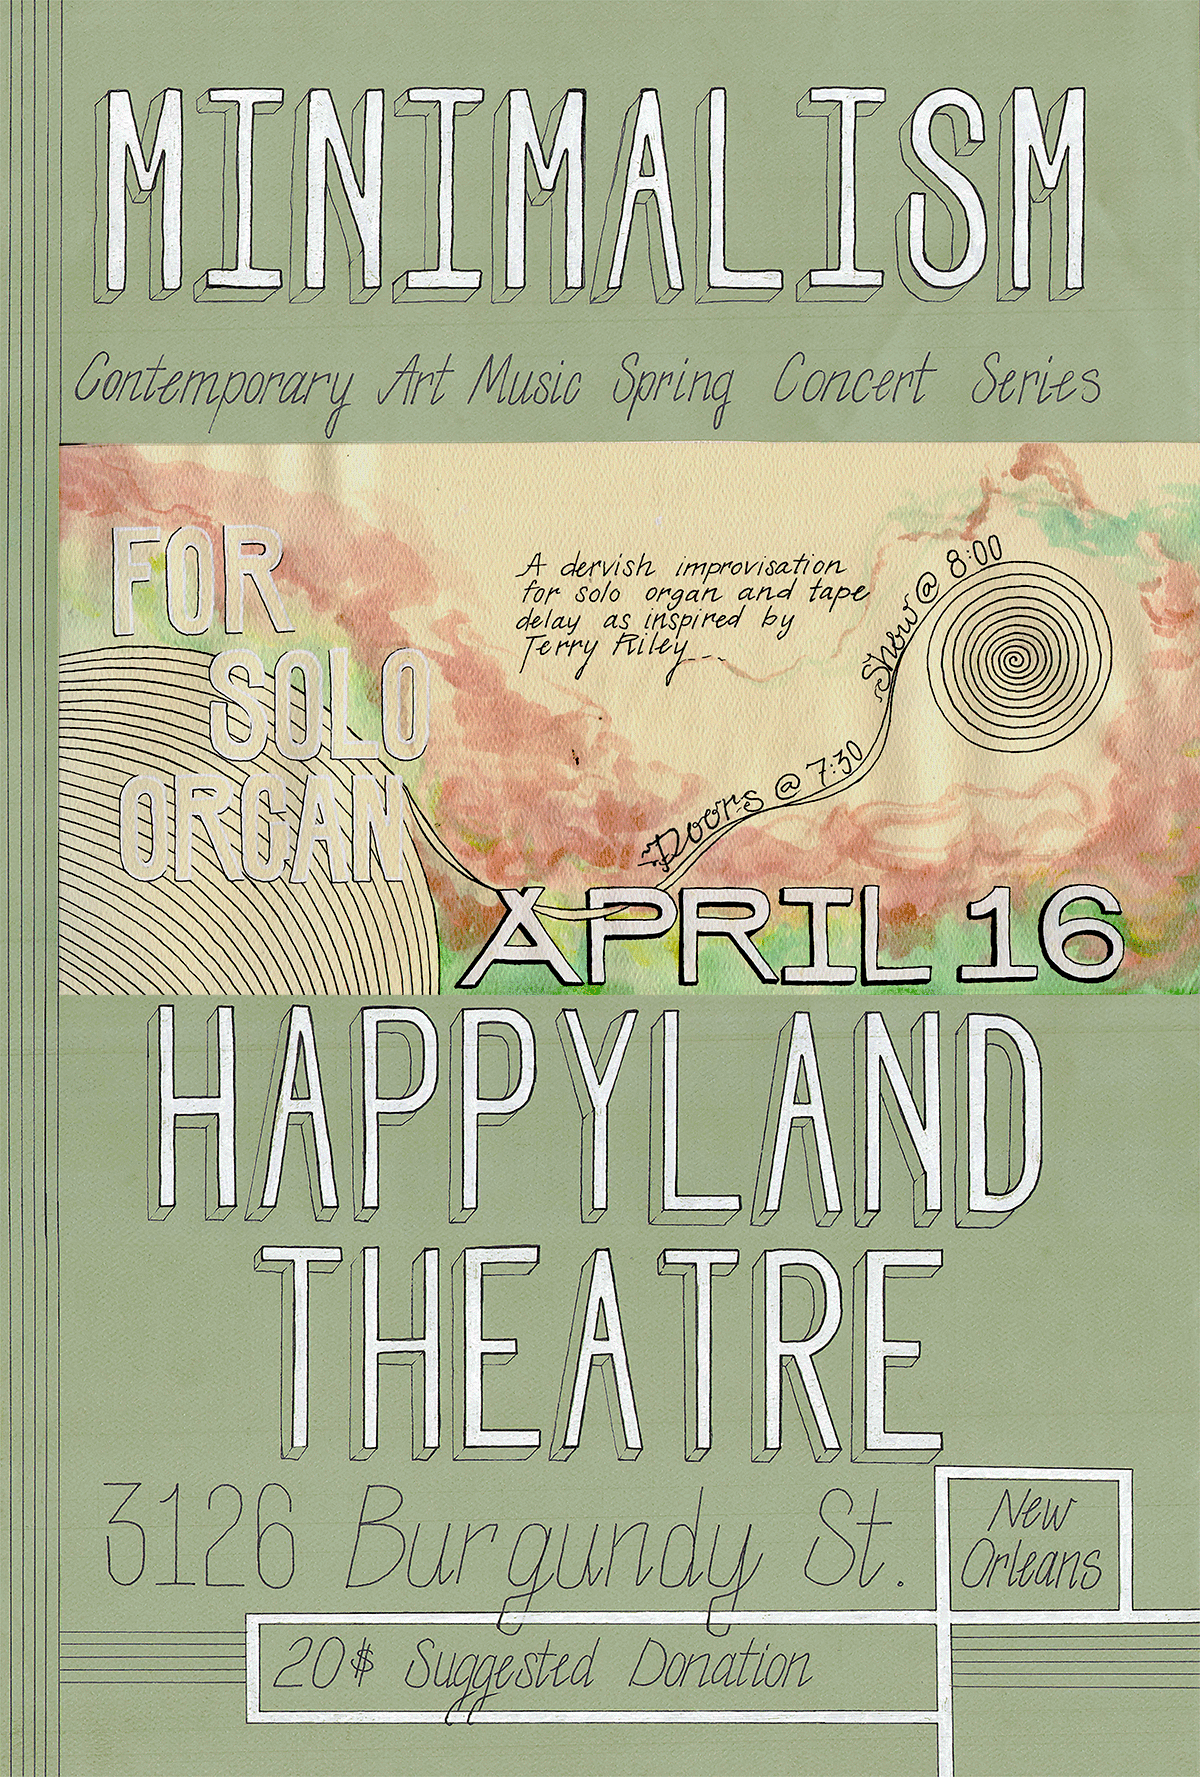 MINIMALISM
Contemporary Art Music Spring Concert Series
FOR
SOLO
ORGAN
A dervish improvisation
for solo organ and tape
delay as inspired by
Terry Riley...
Doors @ 7:30
Show @ 8:00
APRIL 16
HAPPYLAND
THEATRE
3126 Burgundy St.
New
Orleans
20$ Suggested Donation